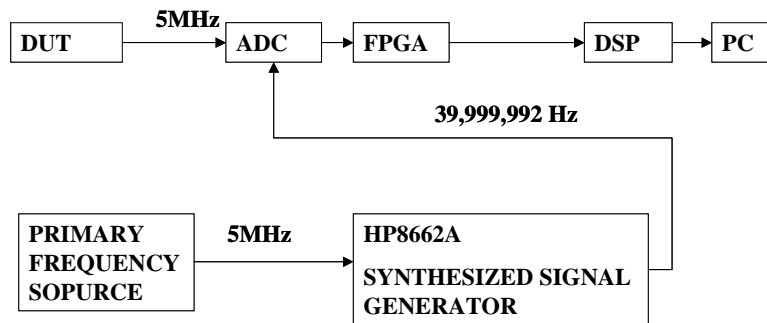 5MHz
DUT
ADC
FPGA
DSP
PC
39,999,992 Hz
PRIMARY
FREQUENCY
SOPURCE
5MHz
HP8662A
SYNTHESIZED SIGNAL
GENERATOR